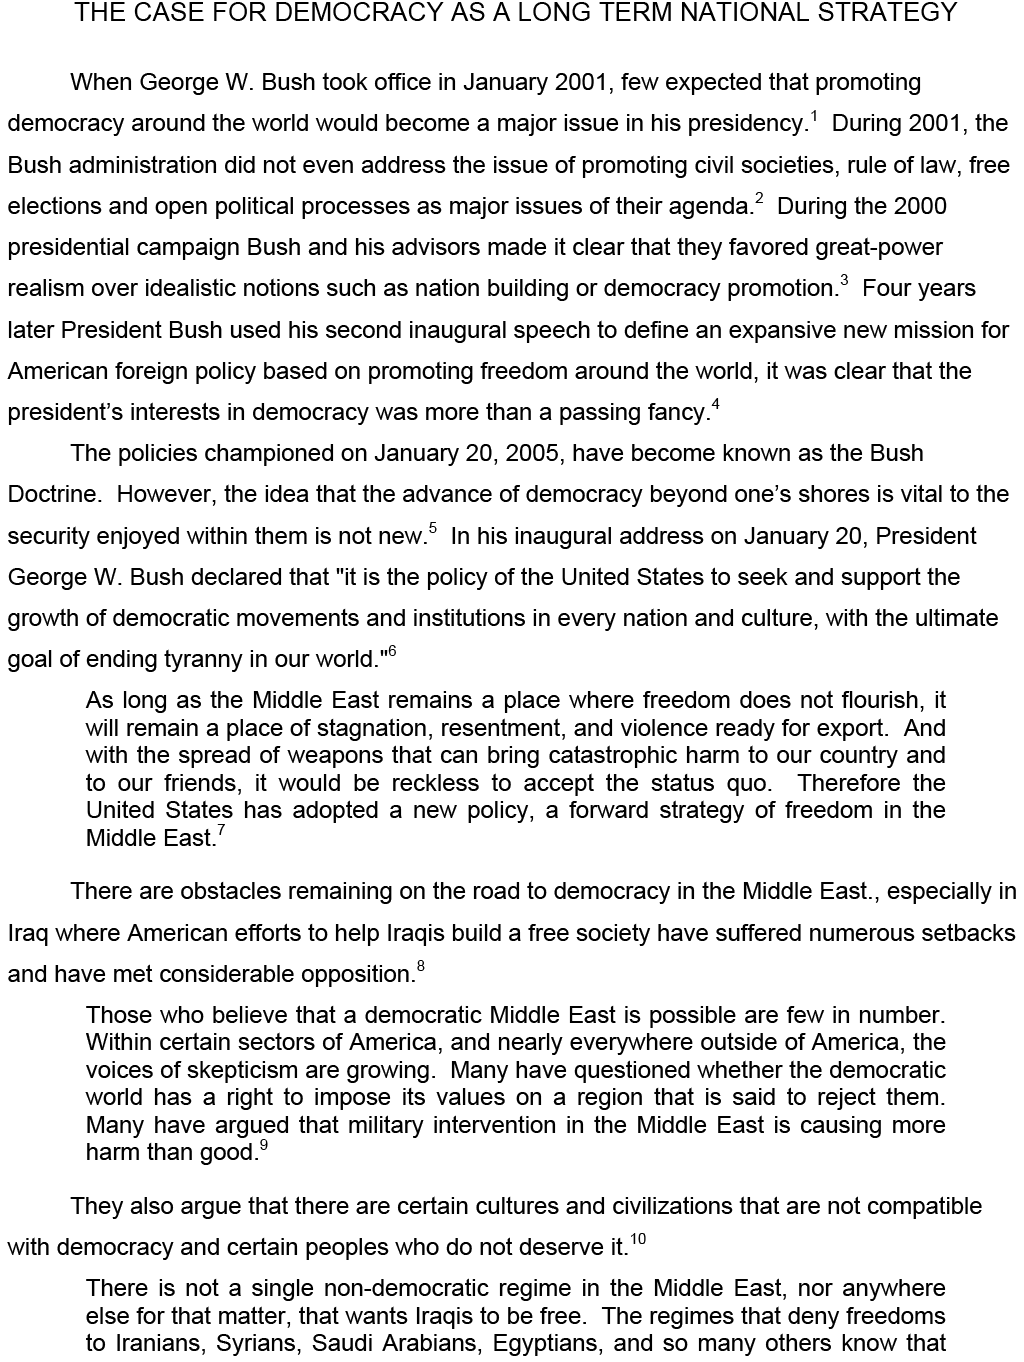 THE CASE FOR DEMOCRACY AS A LONG TERM NATIONAL STRATEGY
When George W. Bush took office in January 2001, few expected that promoting
democracy around the world would become a major issue in his presidency.1  During 2001, the
Bush administration did not even address the issue of promoting civil societies, rule of law, free
elections and open political processes as major issues of their agenda.2  During the 2000
presidential campaign Bush and his advisors made it clear that they favored great-power
realism over idealistic notions such as nation building or democracy promotion.3  Four years
later President Bush used his second inaugural speech to define an expansive new mission for
American foreign policy based on promoting freedom around the world, it was clear that the
president’s interests in democracy was more than a passing fancy.4
The policies championed on January 20, 2005, have become known as the Bush
Doctrine.  However, the idea that the advance of democracy beyond one’s shores is vital to the
security enjoyed within them is not new.5  In his inaugural address on January 20, President
George W. Bush declared that "it is the policy of the United States to seek and support the
growth of democratic movements and institutions in every nation and culture, with the ultimate
goal of ending tyranny in our world."6
As long as the Middle East remains a place where freedom does not flourish, it
will remain a place of stagnation, resentment, and violence ready for export.  And
with the spread of weapons that can bring catastrophic harm to our country and
to our friends, it would be reckless to accept the status quo.  Therefore the
United States has adopted a new policy, a forward strategy of freedom in the
Middle East.7
There are obstacles remaining on the road to democracy in the Middle East., especially in
Iraq where American efforts to help Iraqis build a free society have suffered numerous setbacks
and have met considerable opposition.8
Those who believe that a democratic Middle East is possible are few in number.
Within certain sectors of America, and nearly everywhere outside of America, the
voices of skepticism are growing.  Many have questioned whether the democratic
world has a right to impose its values on a region that is said to reject them.
Many have argued that military intervention in the Middle East is causing more
harm than good.9
They also argue that there are certain cultures and civilizations that are not compatible
with democracy and certain peoples who do not deserve it.10
There is not a single non-democratic regime in the Middle East, nor anywhere
else for that matter, that wants Iraqis to be free.  The regimes that deny freedoms
to Iranians, Syrians, Saudi Arabians, Egyptians, and so many others know that